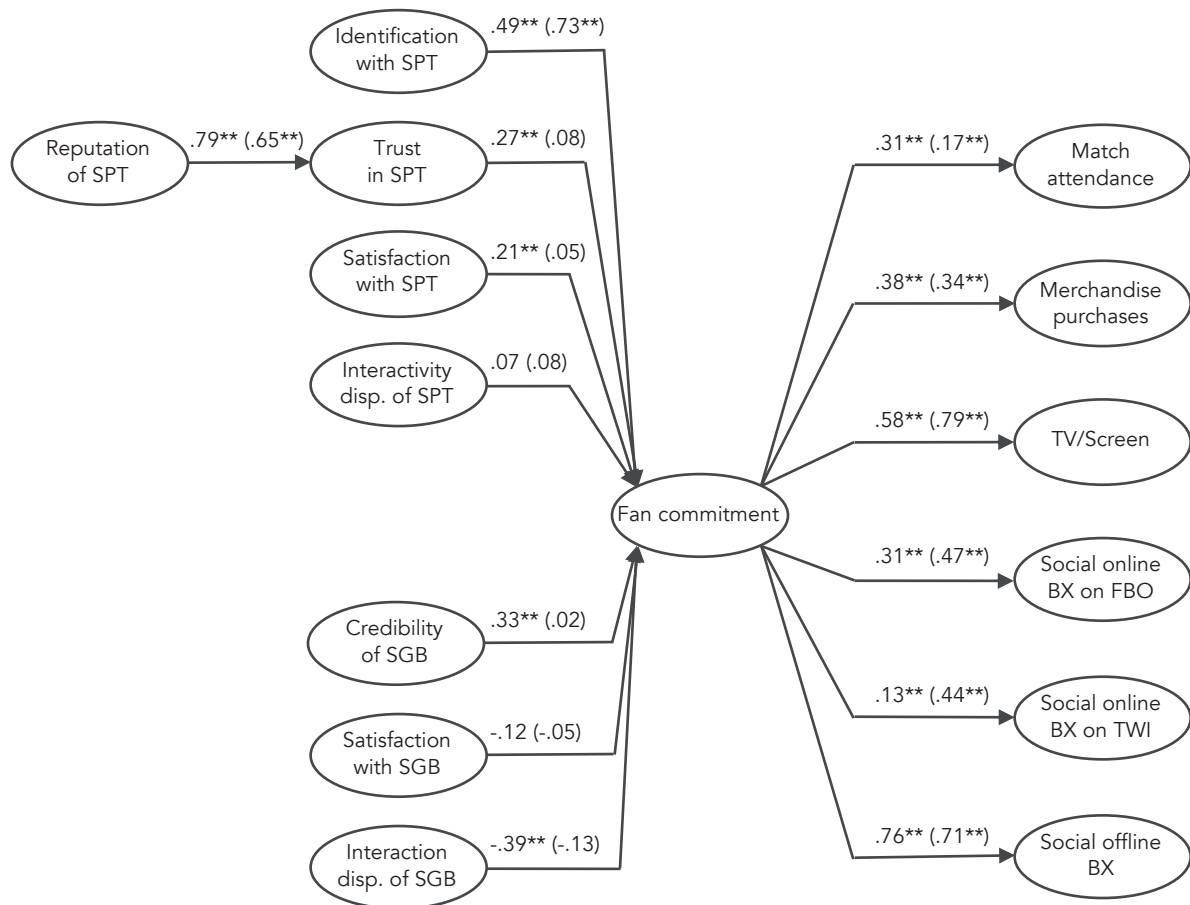 Identification
with SPT
.49** (.73**)
Reputation
of SPT
.79** (.65**)
Trust
in SPT
.27** (.08)
Satisfaction
with SPT
.21** (.05)
Interactivity
disp. of SPT
.07 (.08)
Fan commitment
Credibility
of SGB
.33** (.02)
Satisfaction
with SGB
-.12 (-.05)
Interaction
disp. of SGB
-.39** (-.13)
.31** (.17**)
Match
attendance
.38** (.34**)
Merchandise
purchases
.58** (.79**)
TV/Screen
.31** (.47**)
Social online
BX on FBO
.13** (.44**)
Social online
BX on TWI
.76** (.71**)
Social offline
BX